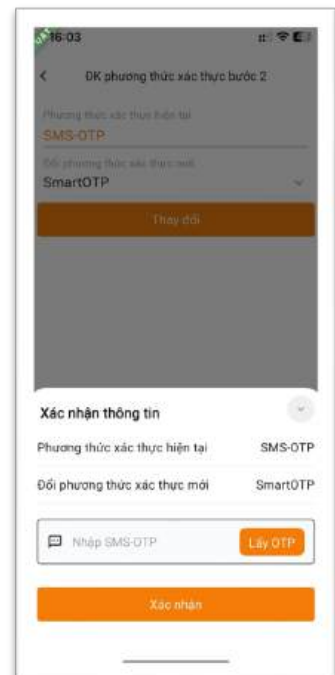 16:03
ĐK phương thức xác thực bước 2
Phương thức xác thực hiện tại
SMS-OTP
Đổi phương thức xác thực mới
SmartOTP
Thay đổi
Xác nhận thông tin
Phương thức xác thực hiện tại SMS-OTP
Đổi phương thức xác thực mới SmartOTP
Nhập SMS-OTP Lấy OTP
Xác nhận